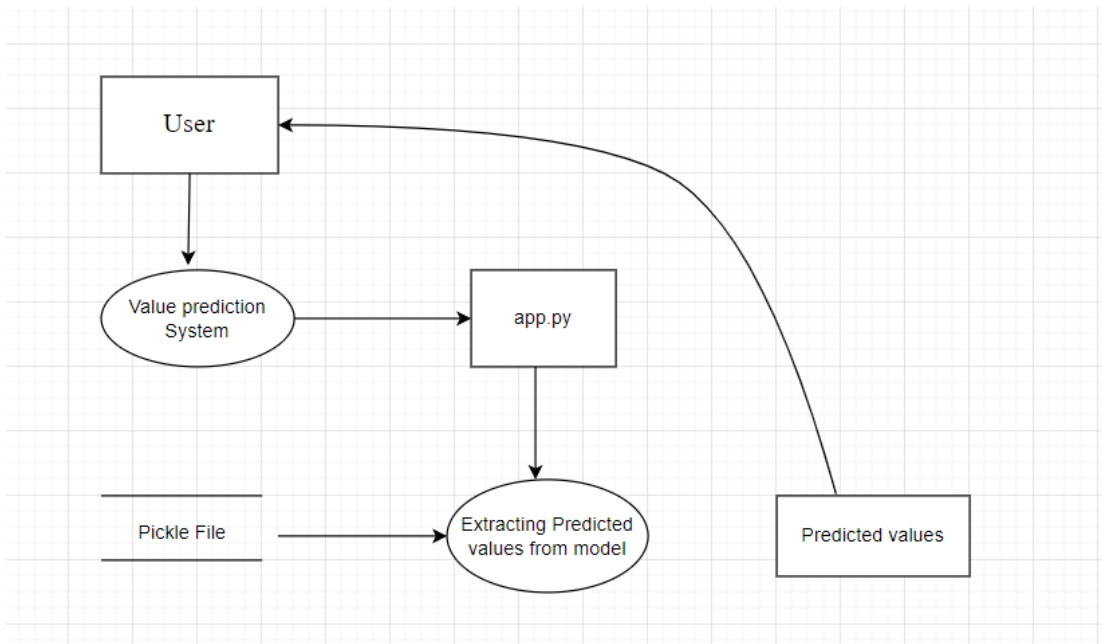 User
Value prediction
System
app.py
Pickle File
Extracting Predicted
values from model
Predicted values